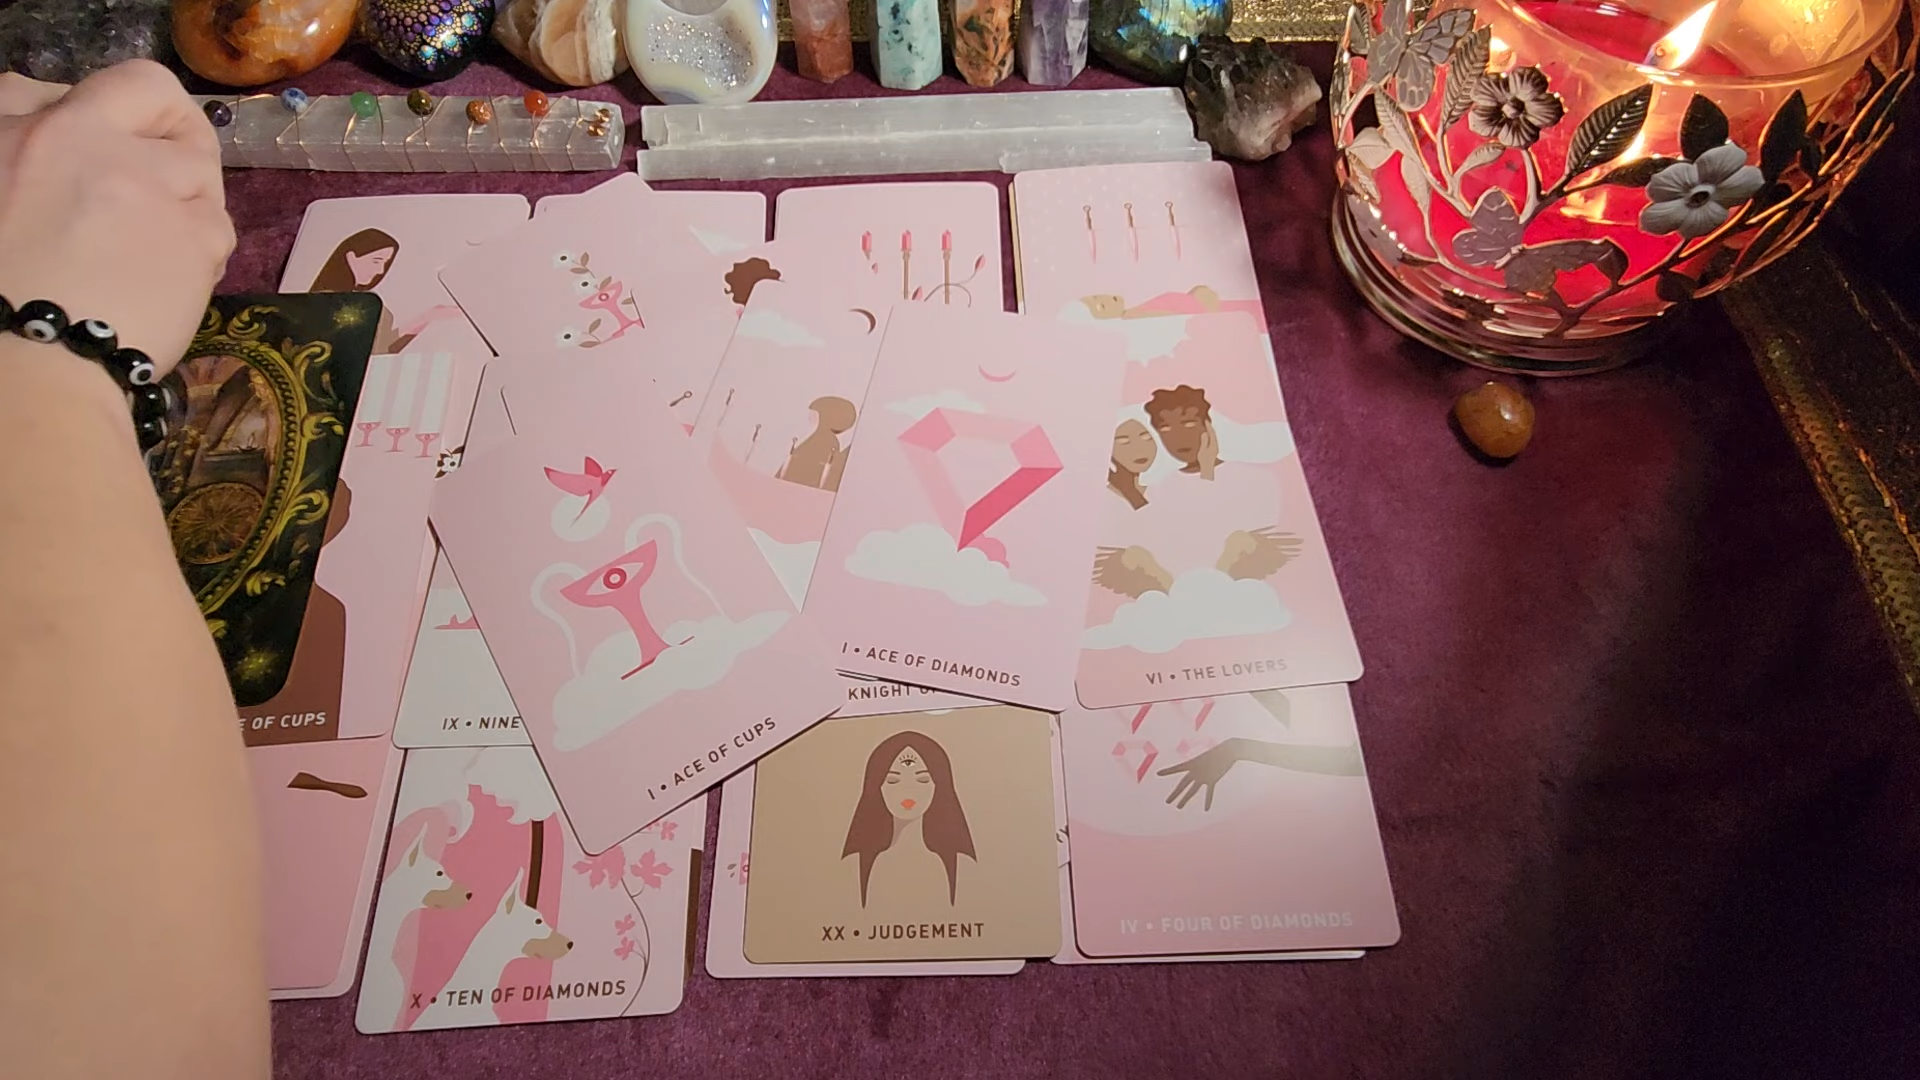 I • ACE OF DIAMONDS
VI • THE LOVERS
KNIGHT
E OF CUPS
IX • NINE
I • ACE OF CUPS
IV • FOUR OF DIAMONDS
XX • JUDGEMENT
X • TEN OF DIAMONDS